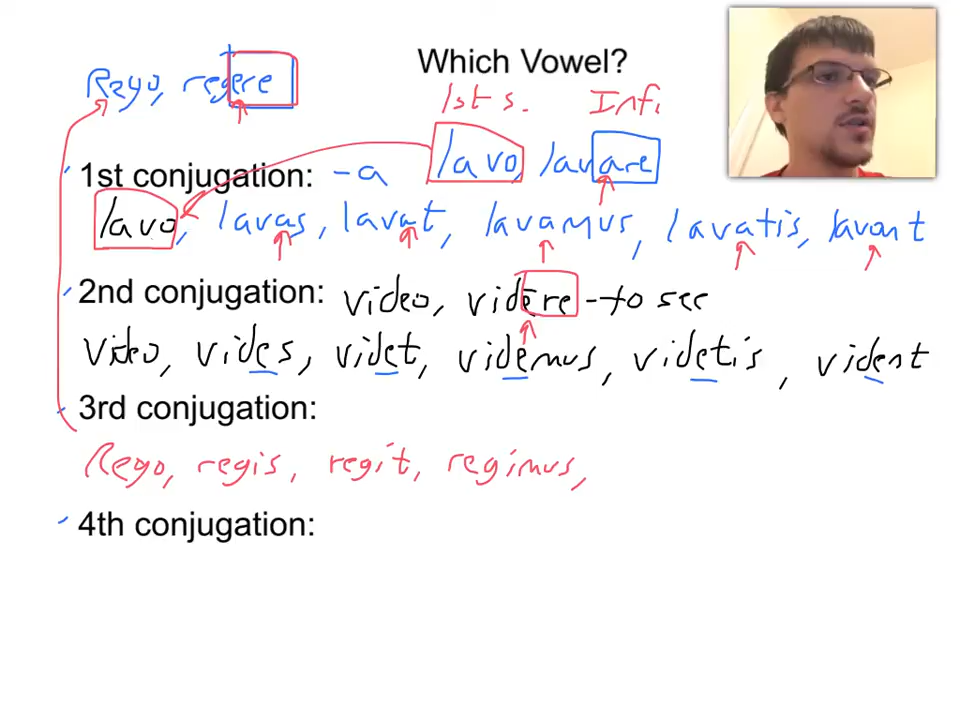 Which Vowel?
Rego, regere
1st s. Infi.
1st conjugation: -a lavo, lavare
lavo, lavas, lavat, lavamus, lavatis, lavant
2nd conjugation: video, vidēre - to see
video, vides, videt, videmus, videtis, vident
3rd conjugation:
Rego, regis, regit, regimus,
4th conjugation: